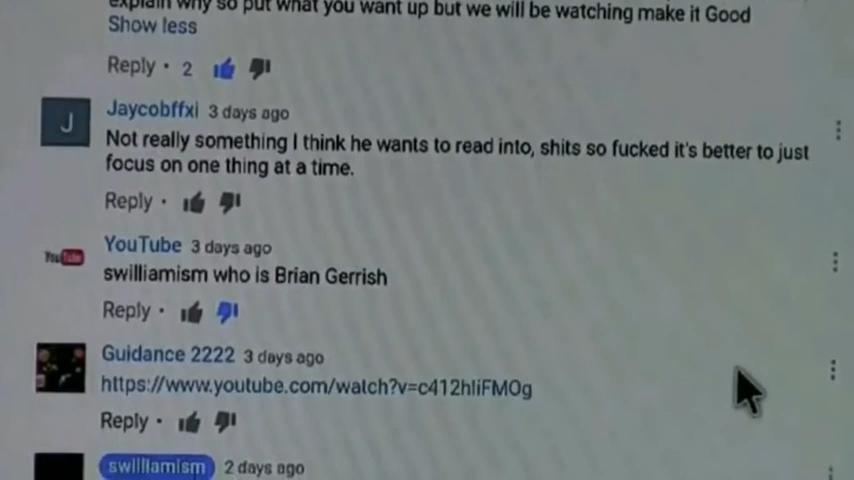 explain why so put what you want up but we will be watching make it Good
Show less
Reply • 2
J
Jaycobffxi 3 days ago
Not really something I think he wants to read into, shits so fucked it's better to just
focus on one thing at a time.
Reply •
YouTube
YouTube 3 days ago
swilliamism who is Brian Gerrish
Reply •
Guidance 2222 3 days ago
https://www.youtube.com/watch?v=c412hliFMOg
Reply •
swilliamism 2 days ago